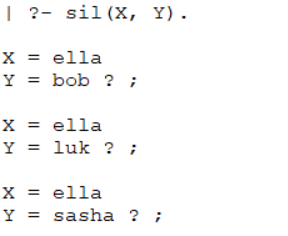 | ?- sil(X, Y).
X = ella
Y = bob ? ;
X = ella
Y = luk ? ;
X = ella
Y = sasha ? ;